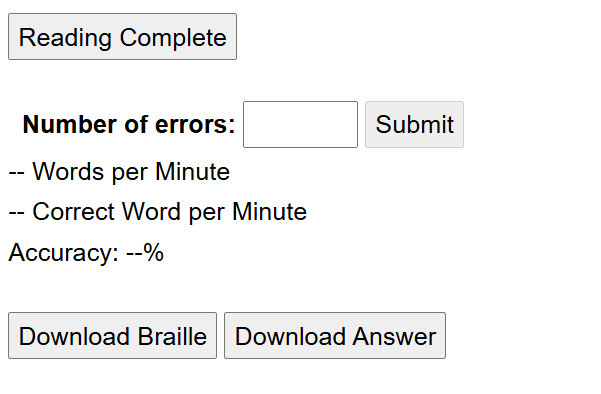 Reading Complete
Number of errors: Submit
-- Words per Minute
-- Correct Word per Minute
Accuracy: --%
Download Braille Download Answer